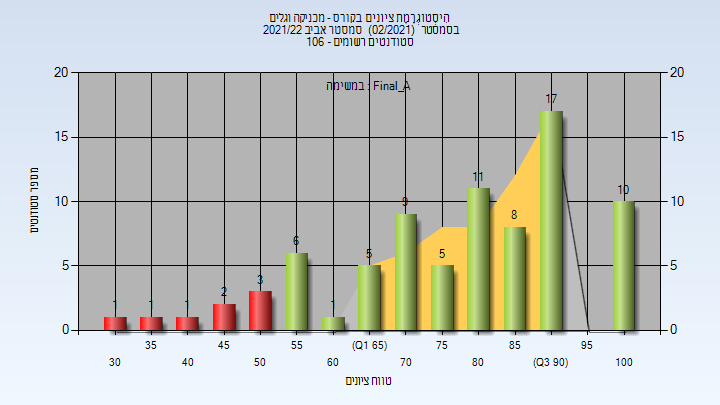 הִיסְטוֹגְרָמַת ציונים בקורס - מכניקה וגלים
בסמסטר (02/2021) סמסטר אביב 2021/22
סטודנטים רשומים - 106
במשימה : Final_A
מספר סטודנטים
20 15 10 5 0
20 15 10 5 0
1 1 1 2 3 6 1 5 9 5 11 8 17 10
35 45 55 (Q1 65) 75 85 95
30 40 50 60 70 80 (Q3 90) 100
טווח ציונים